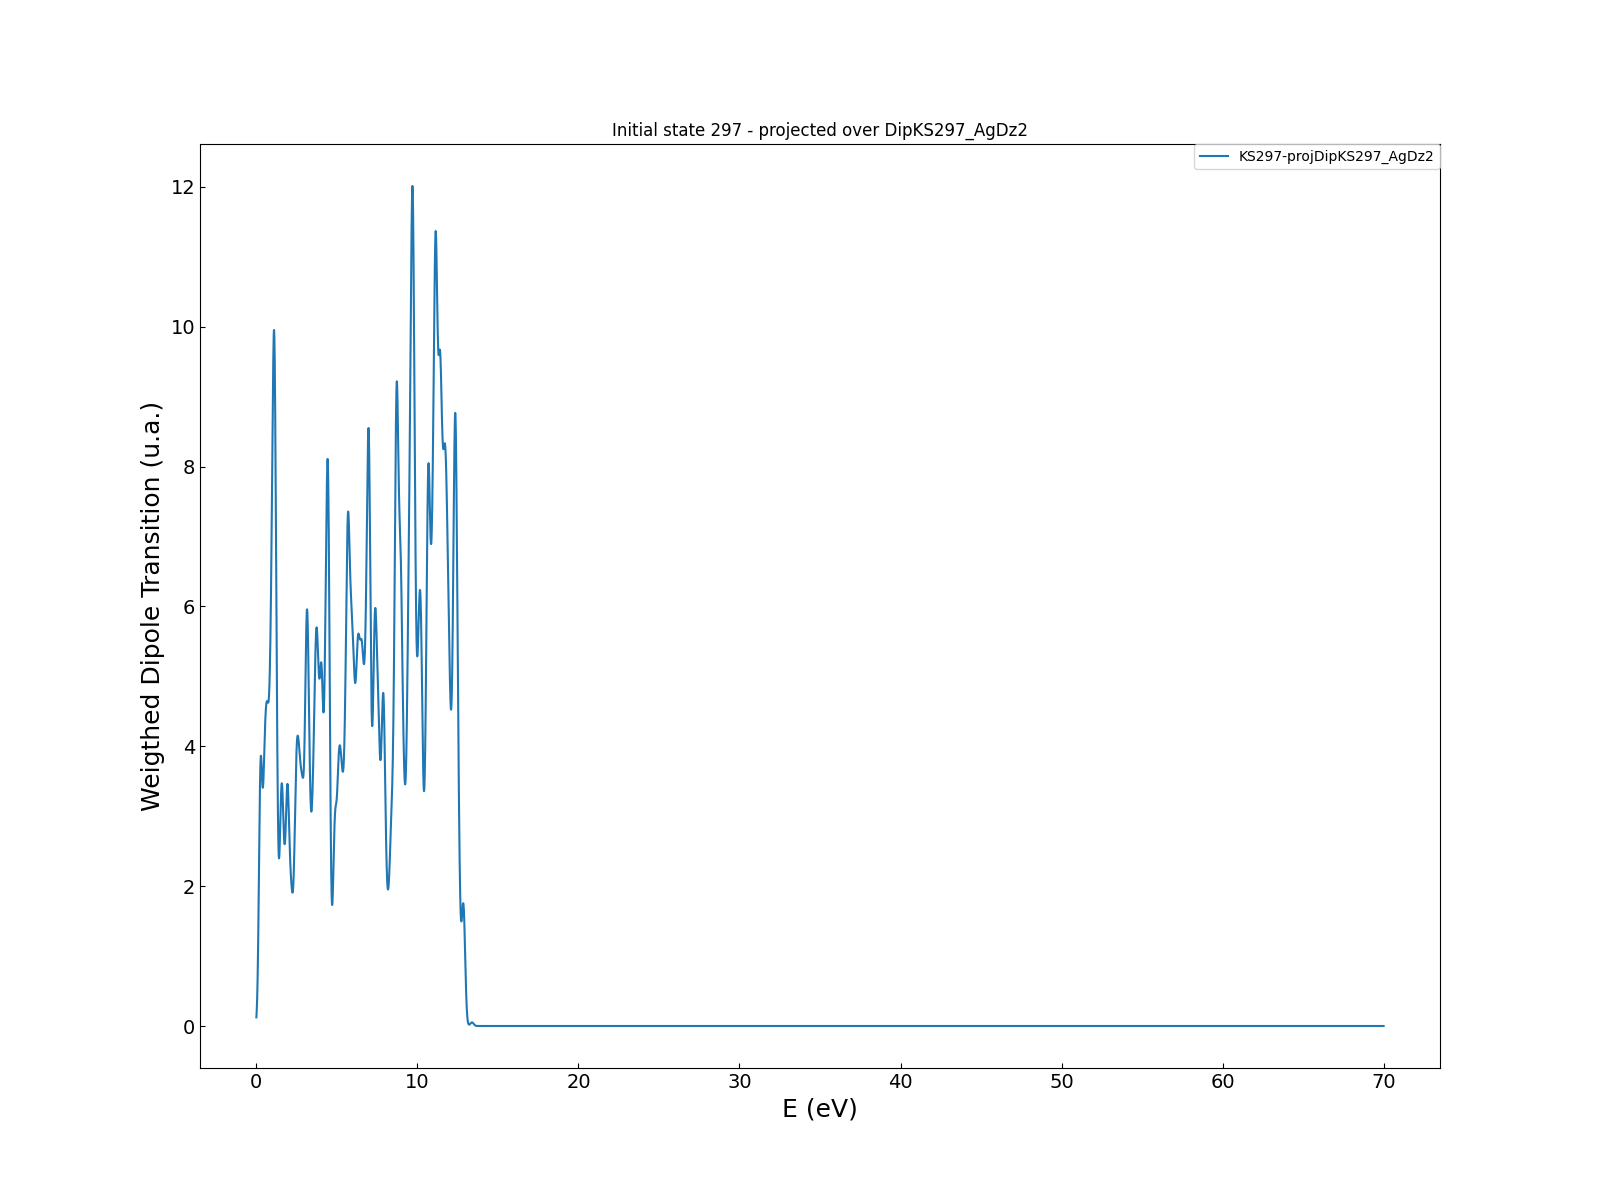 Initial state 297 - projected over DipKS297_AgDz2
KS297-projDipKS297_AgDz2
Weigthed Dipole Transition (u.a.)
12
10
8
6
4
2
0
0 10 20 30 40 50 60 70
E (eV)